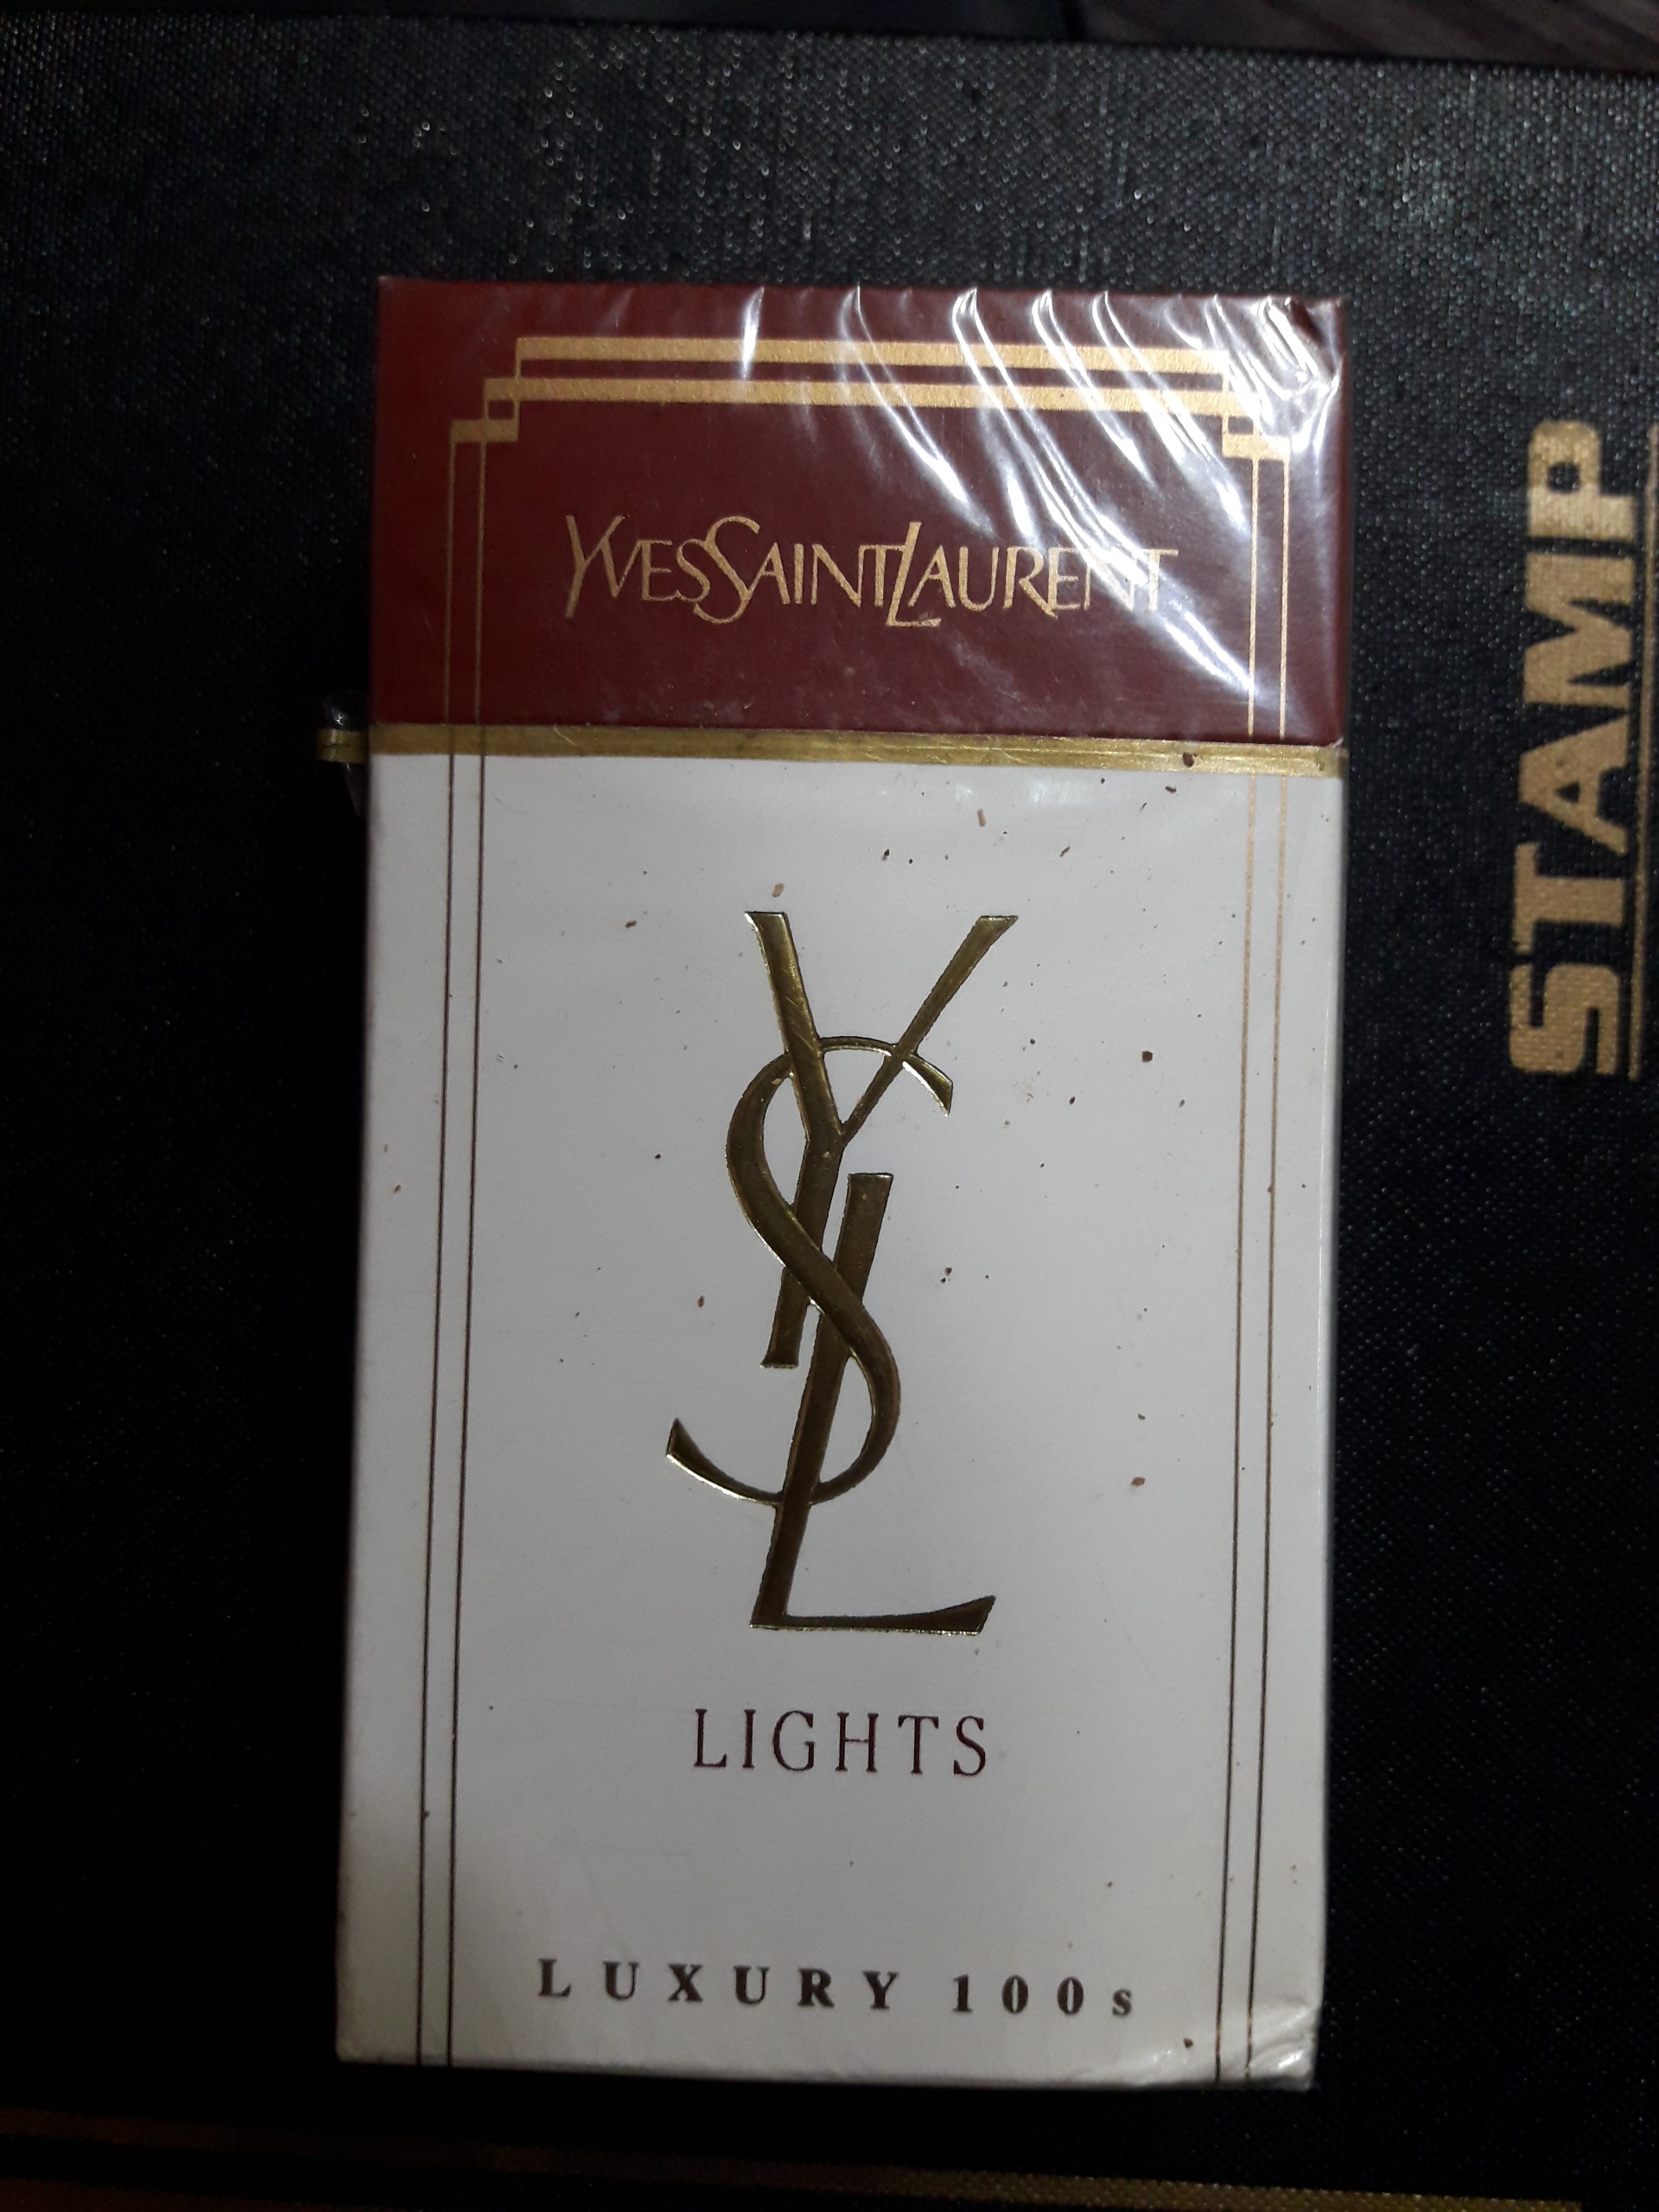 YVESSAINTLAURENT
YSL
LIGHTS
LUXURY 100s
STAMP